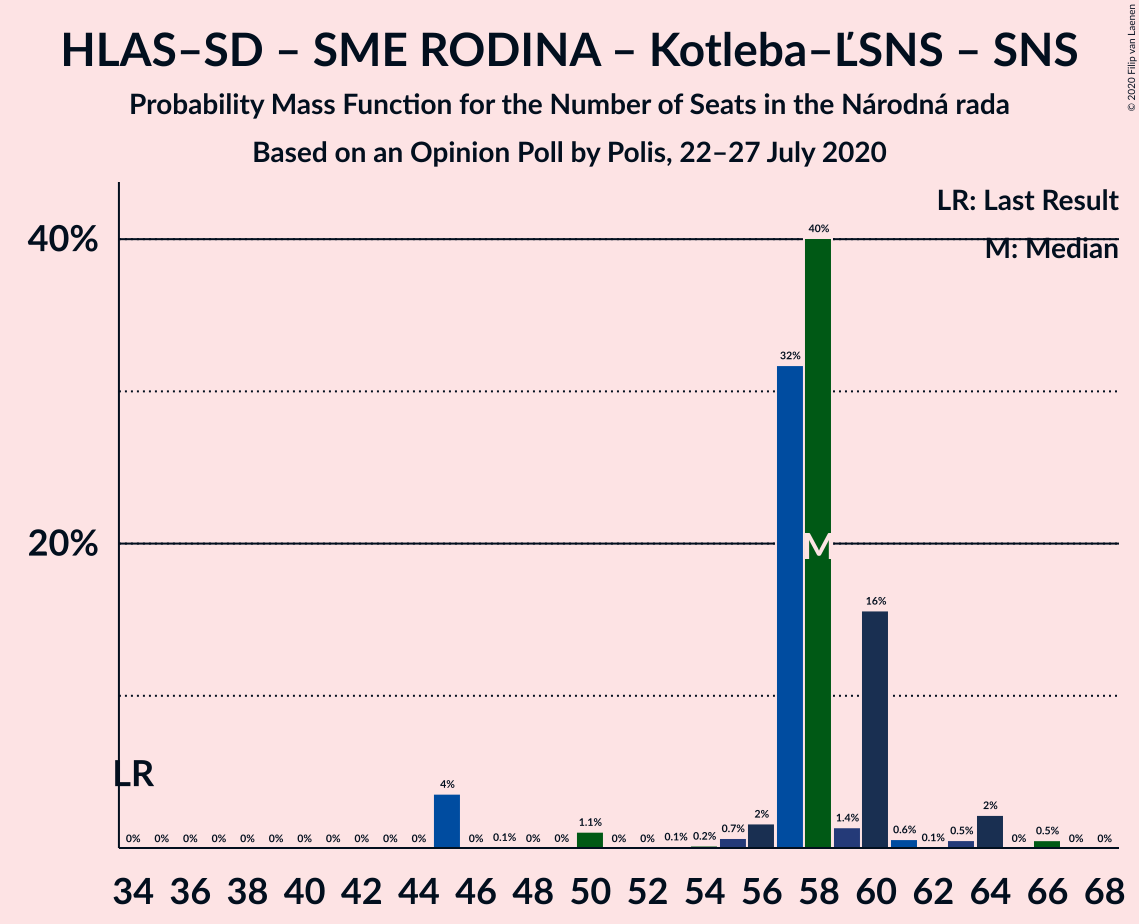 HLAS–SD – SME RODINA – Kotleba–ĽSNS – SNS
Probability Mass Function for the Number of Seats in the Národná rada
Based on an Opinion Poll by Polis, 22–27 July 2020
© 2020 Filip van Laenen
LR: Last Result
M: Median
40%
20%
LR
M
0% 0% 0% 0% 0% 0% 0% 0% 0% 0% 0% 4% 0% 0.1% 0% 0% 1.1% 0% 0% 0.1% 0.2% 0.7% 2% 32% 40% 1.4% 16% 0.6% 0.1% 0.5% 2% 0% 0.5% 0% 0%
34 36 38 40 42 44 46 48 50 52 54 56 58 60 62 64 66 68